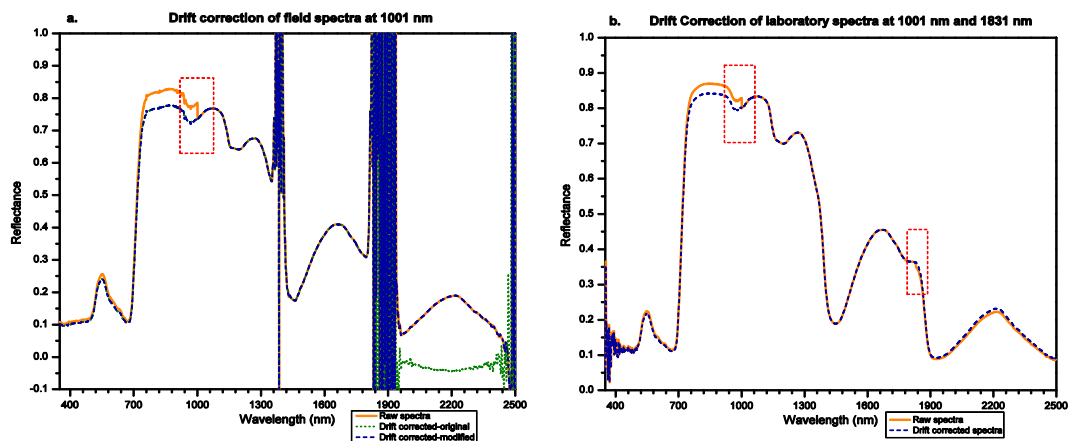 a.
Drift correction of field spectra at 1001 nm
1.0
0.9
0.8
0.7
0.6
0.5
0.4
0.3
0.2
0.1
0.0
-0.1
Reflectance
400 700 1000 1300 1600 1900 2200 2500
Wavelength (nm)
Raw spectra
Drift corrected-original
Drift corrected-modified
b.
Drift Correction of laboratory spectra at 1001 nm and 1831 nm
1.0
0.9
0.8
0.7
0.6
0.5
0.4
0.3
0.2
0.1
0.0
Reflectance
400 700 1000 1300 1600 1900 2200 2500
Wavelength (nm)
Raw spectra
Drift corrected spectra